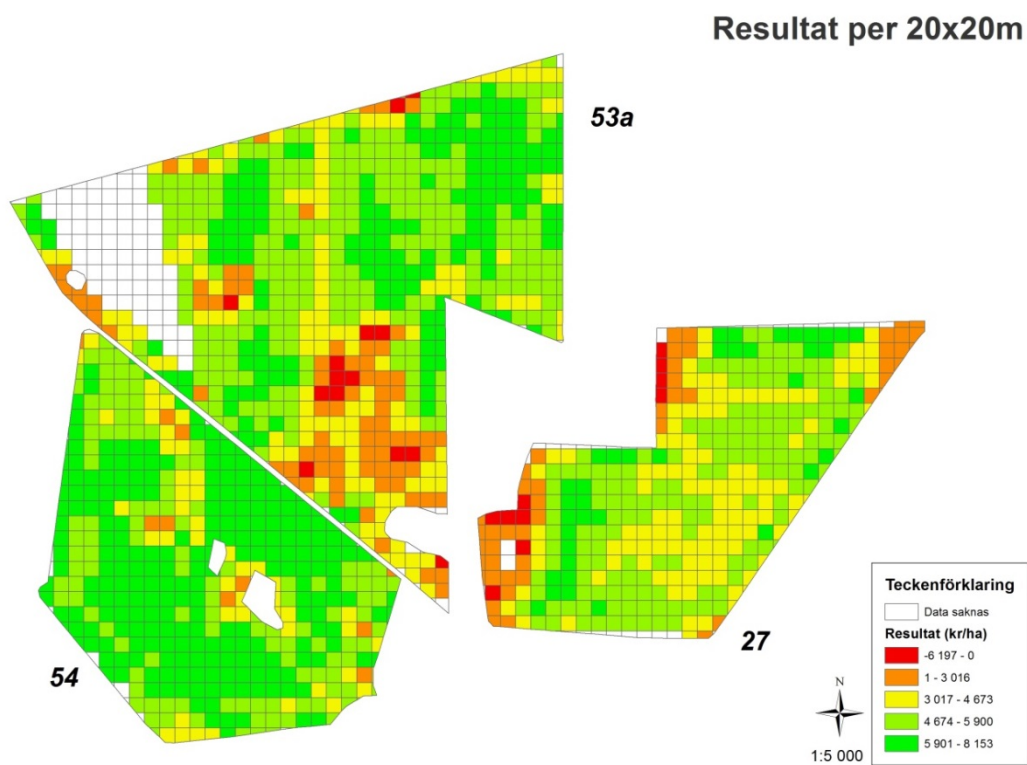 Resultat per 20x20m
53a
54
27
Teckenförklaring
Data saknas
Resultat (kr/ha)
-6 197 - 0
1 - 3 016
3 017 - 4 673
4 674 - 5 900
5 901 - 8 153
N
1:5 000